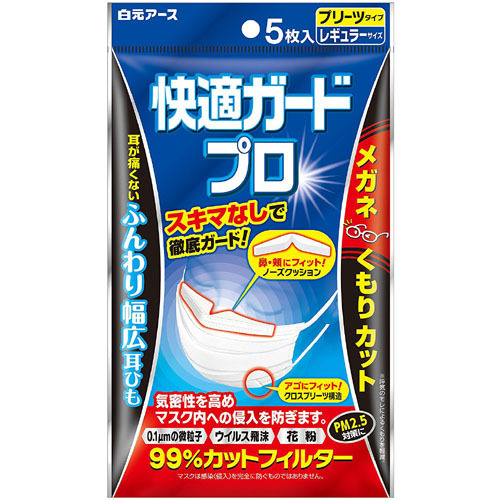 白元アース
5枚入
プリーツタイプ
レギュラーサイズ
快適ガード
プロ
スキマなしで
徹底ガード!
耳が痛くない
ふんわり幅広耳ひも
メガネ
くもりカット
鼻・頬にフィット!
ノーズクッション
アゴにフィット!
クロスプリーツ構造
気密性を高め
マスク内への侵入を防ぎます。
0.1μmの微粒子
ウイルス飛沫
花粉
PM2.5
対策に
99%カットフィルター
マスクは感染(侵入)を完全に防ぐものではありません。